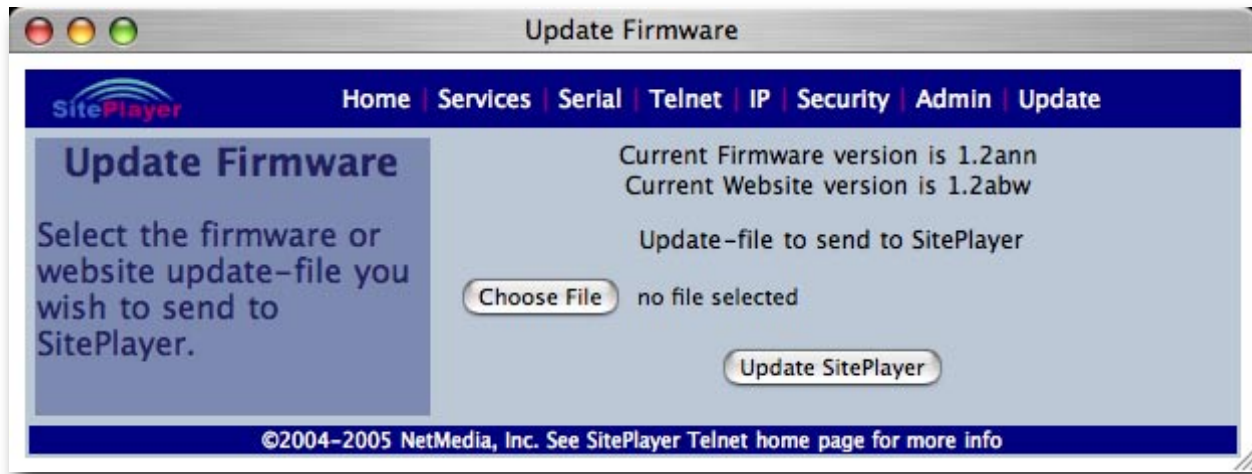 Update Firmware
SitePlayer
Home | Services | Serial | Telnet | IP | Security | Admin | Update
Update Firmware
Select the firmware or
website update-file you
wish to send to
SitePlayer.
Current Firmware version is 1.2ann
Current Website version is 1.2abw
Update-file to send to SitePlayer
Choose File no file selected
Update SitePlayer
©2004-2005 NetMedia, Inc. See SitePlayer Telnet home page for more info